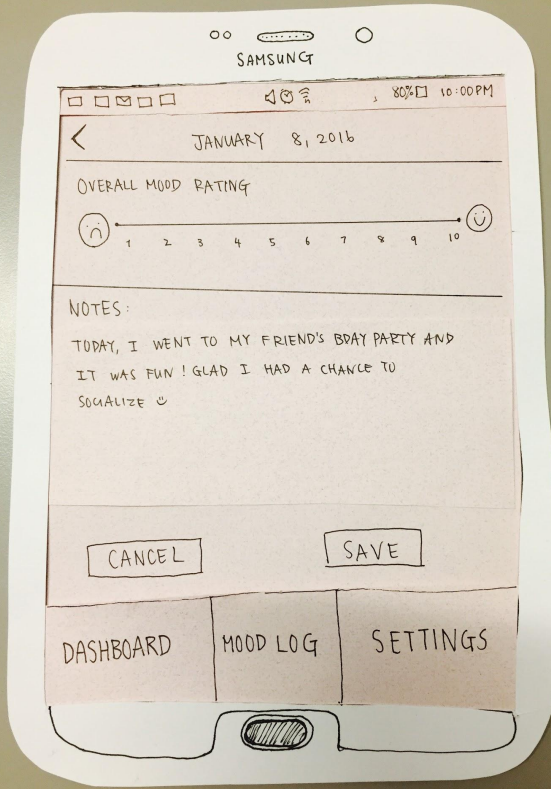 SAMSUNG
80% 10:00PM
JANUARY 8, 2016
OVERALL MOOD RATING
1 2 3 4 5 6 7 8 9 10
NOTES:
TODAY, I WENT TO MY FRIEND'S BDAY PARTY AND
IT WAS FUN! GLAD I HAD A CHANCE TO
SOCIALIZE
CANCEL SAVE
DASHBOARD MOOD LOG SETTINGS